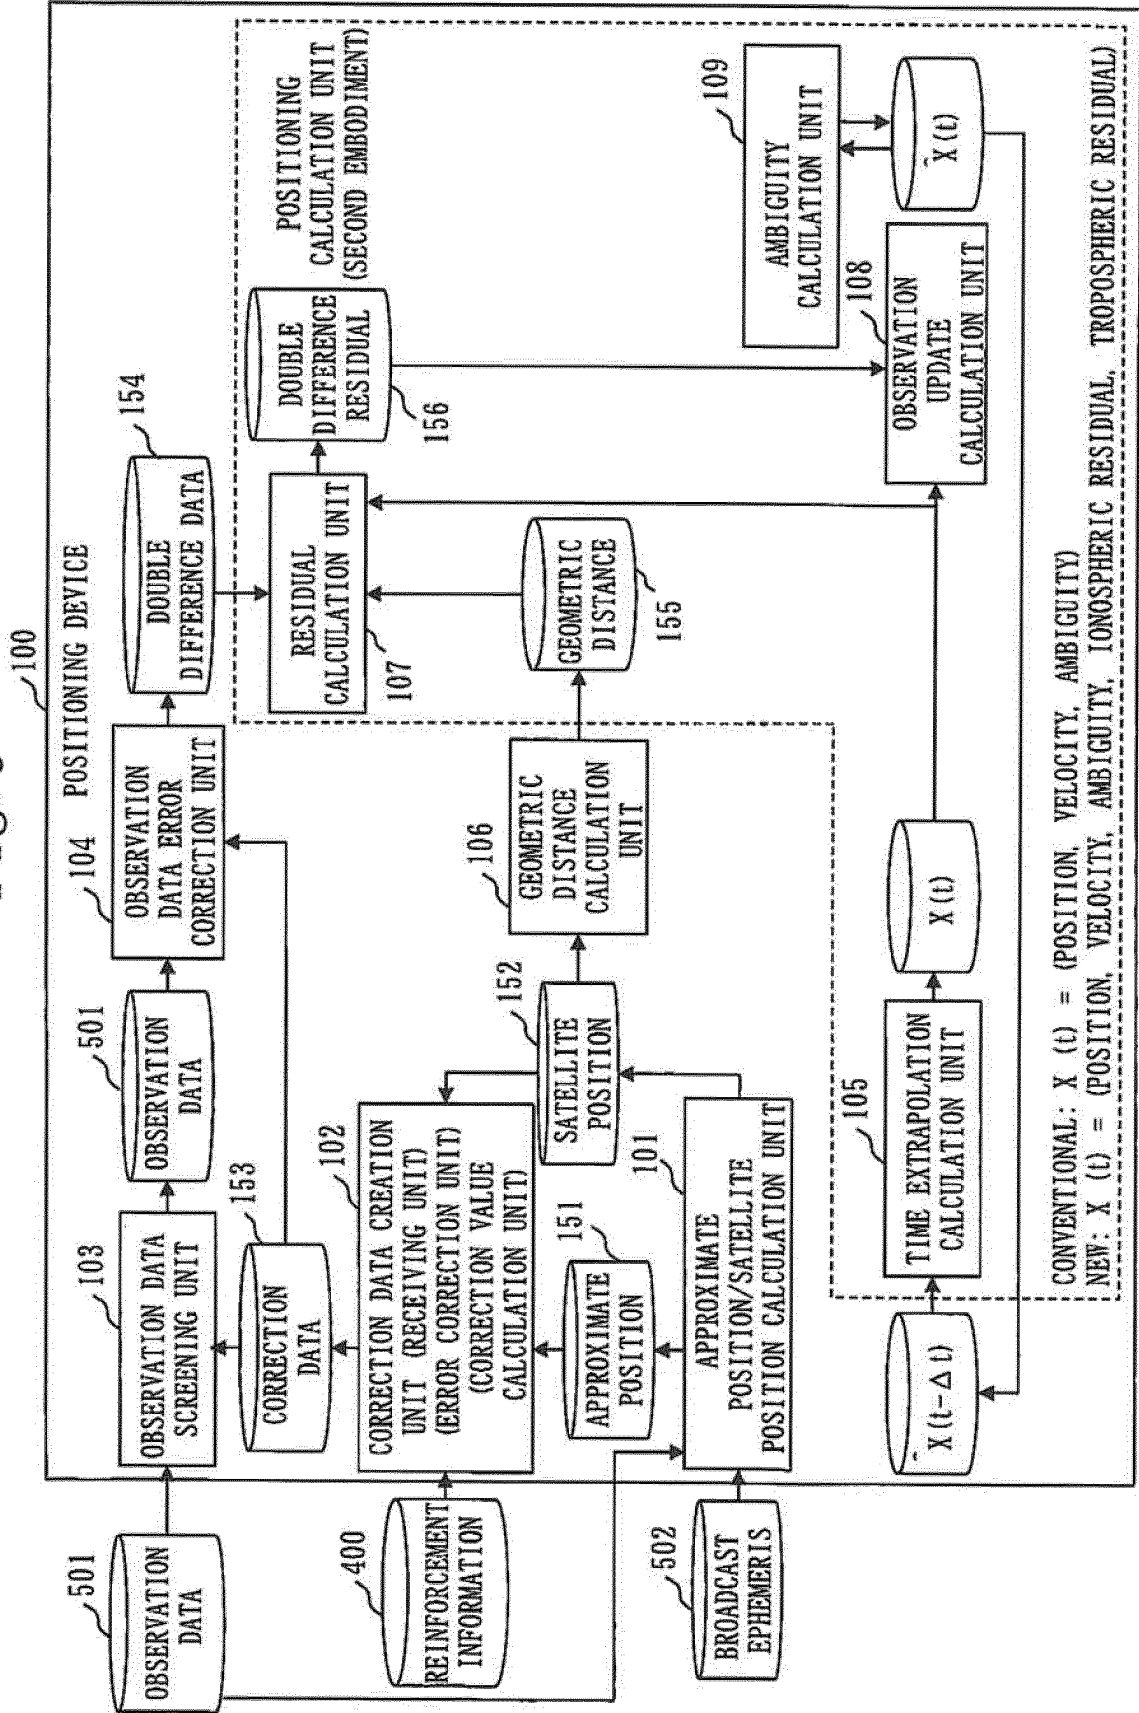 100
POSITIONING DEVICE
501
OBSERVATION
DATA
103
OBSERVATION DATA
SCREENING UNIT
501
OBSERVATION
DATA
104
OBSERVATION
DATA ERROR
CORRECTION UNIT
154
DOUBLE
DIFFERENCE DATA
153
CORRECTION
DATA
400
REINFORCEMENT
INFORMATION
102
CORRECTION DATA CREATION
UNIT (RECEIVING UNIT)
(ERROR CORRECTION UNIT)
(CORRECTION VALUE
CALCULATION UNIT)
RESIDUAL
CALCULATION UNIT
107
DOUBLE
DIFFERENCE
RESIDUAL
156
POSITIONING
CALCULATION UNIT
(SECOND EMBODIMENT)
151
APPROXIMATE
POSITION
152
SATELLITE
POSITION
106
GEOMETRIC
DISTANCE
CALCULATION
UNIT
GEOMETRIC
DISTANCE
155
502
BROADCAST
EPHEMERIS
101
APPROXIMATE
POSITION/SATELLITE
POSITION CALCULATION UNIT
109
AMBIGUITY
CALCULATION UNIT
X̂(t-Δt)
105
TIME EXTRAPOLATION
CALCULATION UNIT
X(t)
108
OBSERVATION
UPDATE
CALCULATION UNIT
X̂(t)
CONVENTIONAL: X (t) = (POSITION, VELOCITY, AMBIGUITY)
NEW: X (t) = (POSITION, VELOCITY, AMBIGUITY, IONOSPHERIC RESIDUAL, TROPOSPHERIC RESIDUAL)